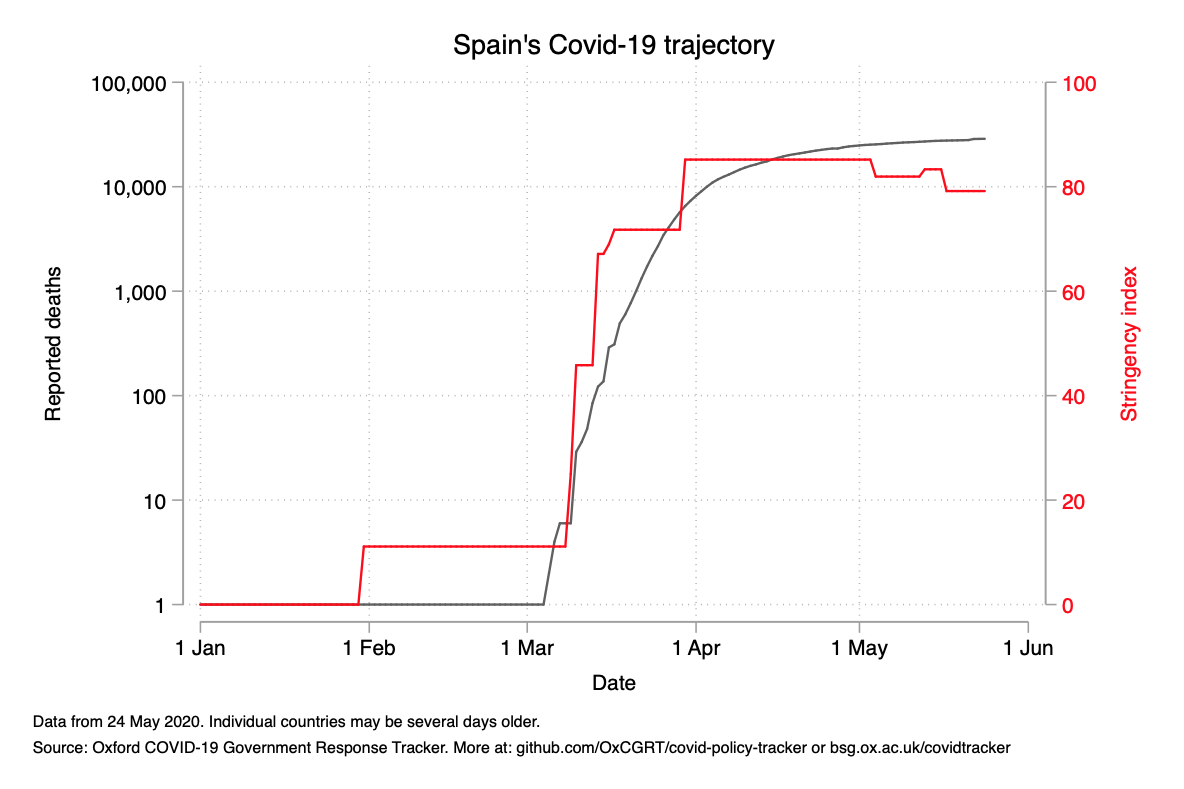 Spain's Covid-19 trajectory
100,000
10,000
1,000
100
10
1
Reported deaths
100
80
60
40
20
0
Stringency index
1 Jan
1 Feb
1 Mar
1 Apr
1 May
1 Jun
Date
Data from 24 May 2020. Individual countries may be several days older.
Source: Oxford COVID-19 Government Response Tracker. More at: github.com/OxCGRT/covid-policy-tracker or bsg.ox.ac.uk/covidtracker